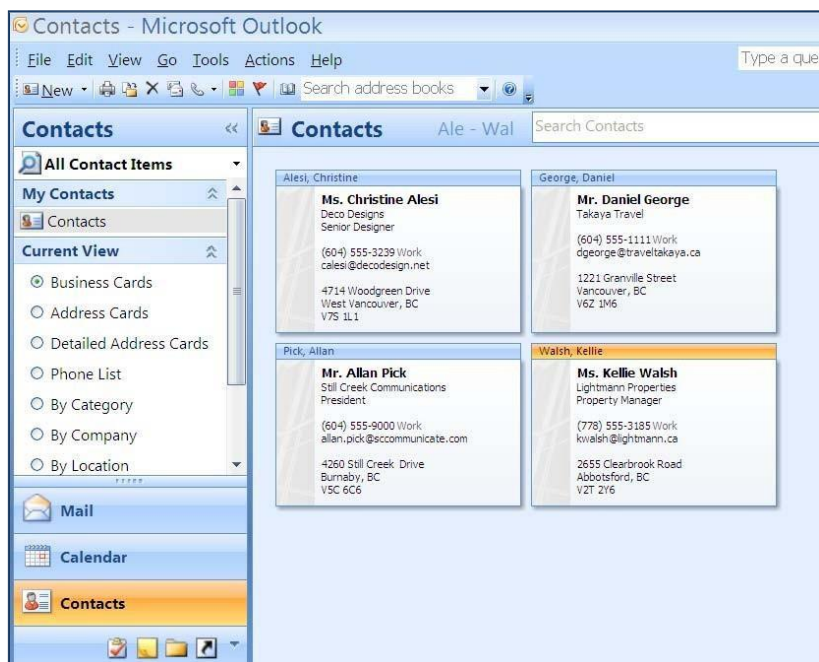 Contacts - Microsoft Outlook
File Edit View Go Tools Actions Help
Type a que
New Search address books
Contacts
All Contact Items
My Contacts
Contacts
Current View
Business Cards
Address Cards
Detailed Address Cards
Phone List
By Category
By Company
By Location
Mail
Calendar
Contacts
Contacts Ale - Wal Search Contacts
Alesi, Christine
Ms. Christine Alesi
Deco Designs
Senior Designer
(604) 555-3239 Work
calesi@decodesign.net
4714 Woodgreen Drive
West Vancouver, BC
V7S 1L1
George, Daniel
Mr. Daniel George
Takaya Travel
(604) 555-1111 Work
dgeorge@traveltakaya.ca
1221 Granville Street
Vancouver, BC
V6Z 1M6
Pick, Allan
Mr. Allan Pick
Still Creek Communications
President
(604) 555-9000 Work
allan.pick@sccommunicate.com
4260 Still Creek Drive
Burnaby, BC
V5C 6C6
Walsh, Kellie
Ms. Kellie Walsh
Lightmann Properties
Property Manager
(778) 555-3185 Work
kwalsh@lightmann.ca
2655 Clearbrook Road
Abbotsford, BC
V2T 2Y6